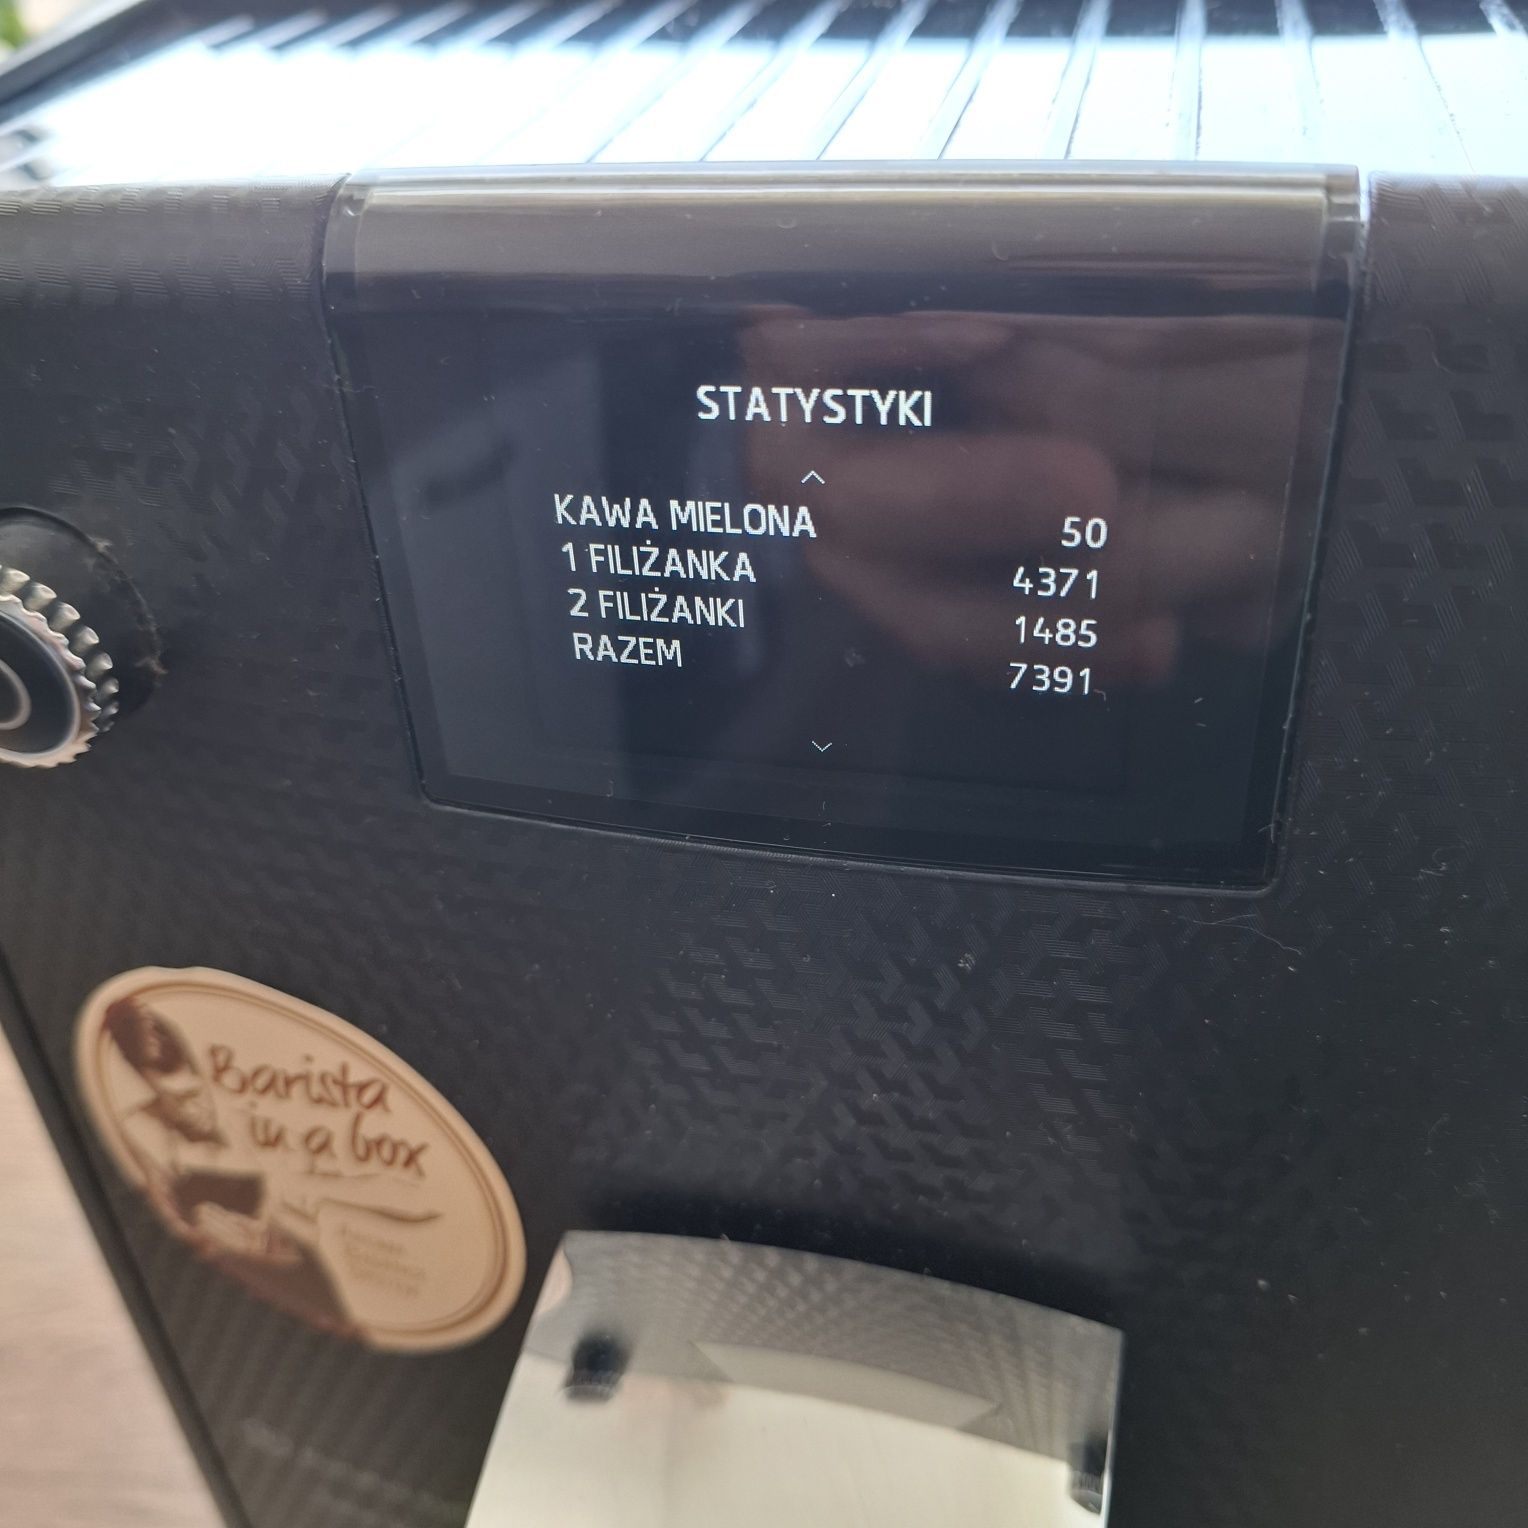 STATYSTYKI
KAWA MIELONA 50
1 FILIŻANKA 4371
2 FILIŻANKI 1485
RAZEM 7391
Barista
in a box